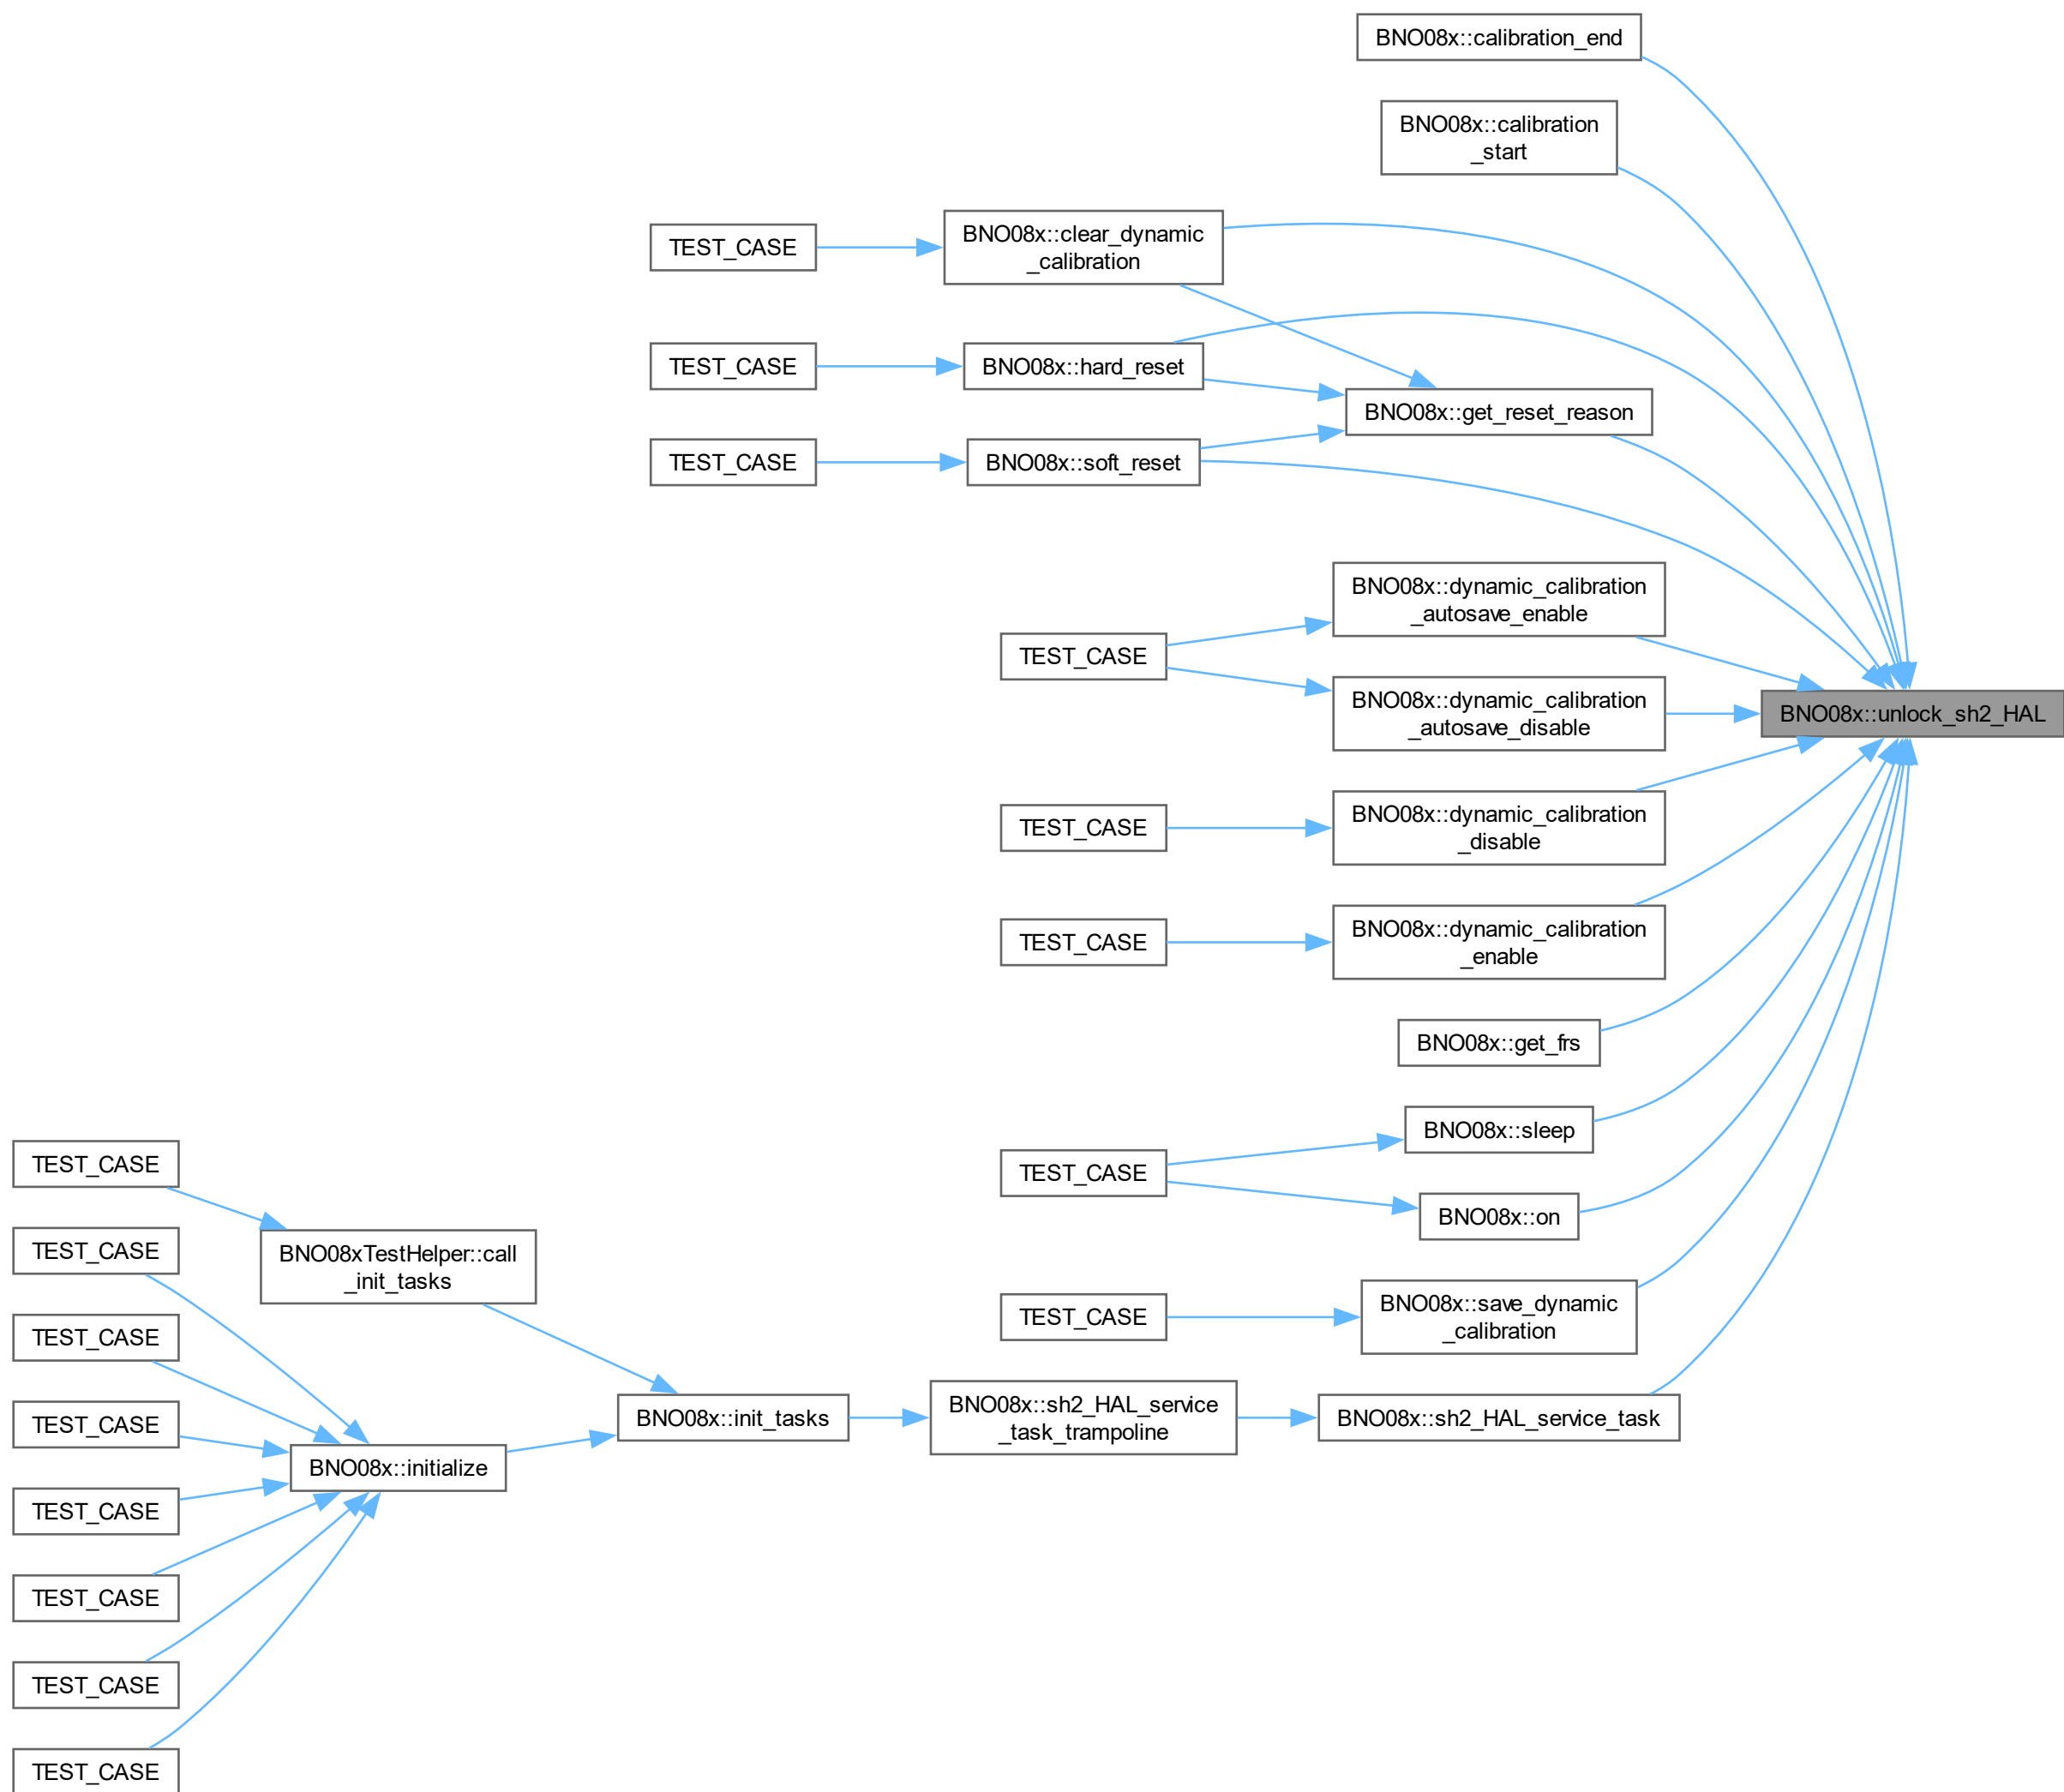 BNO08x::calibration_end
BNO08x::calibration
_start
BNO08x::clear_dynamic
_calibration
TEST_CASE
BNO08x::hard_reset
TEST_CASE
BNO08x::get_reset_reason
BNO08x::soft_reset
TEST_CASE
BNO08x::dynamic_calibration
_autosave_enable
TEST_CASE
BNO08x::dynamic_calibration
_autosave_disable
BNO08x::unlock_sh2_HAL
BNO08x::dynamic_calibration
_disable
TEST_CASE
BNO08x::dynamic_calibration
_enable
TEST_CASE
BNO08x::get_frs
BNO08x::sleep
TEST_CASE
BNO08x::on
BNO08x::save_dynamic
_calibration
TEST_CASE
BNO08x::sh2_HAL_service_task
BNO08x::sh2_HAL_service
_task_trampoline
BNO08x::init_tasks
BNO08xTestHelper::call
_init_tasks
TEST_CASE
BNO08x::initialize
TEST_CASE
TEST_CASE
TEST_CASE
TEST_CASE
TEST_CASE
TEST_CASE
TEST_CASE